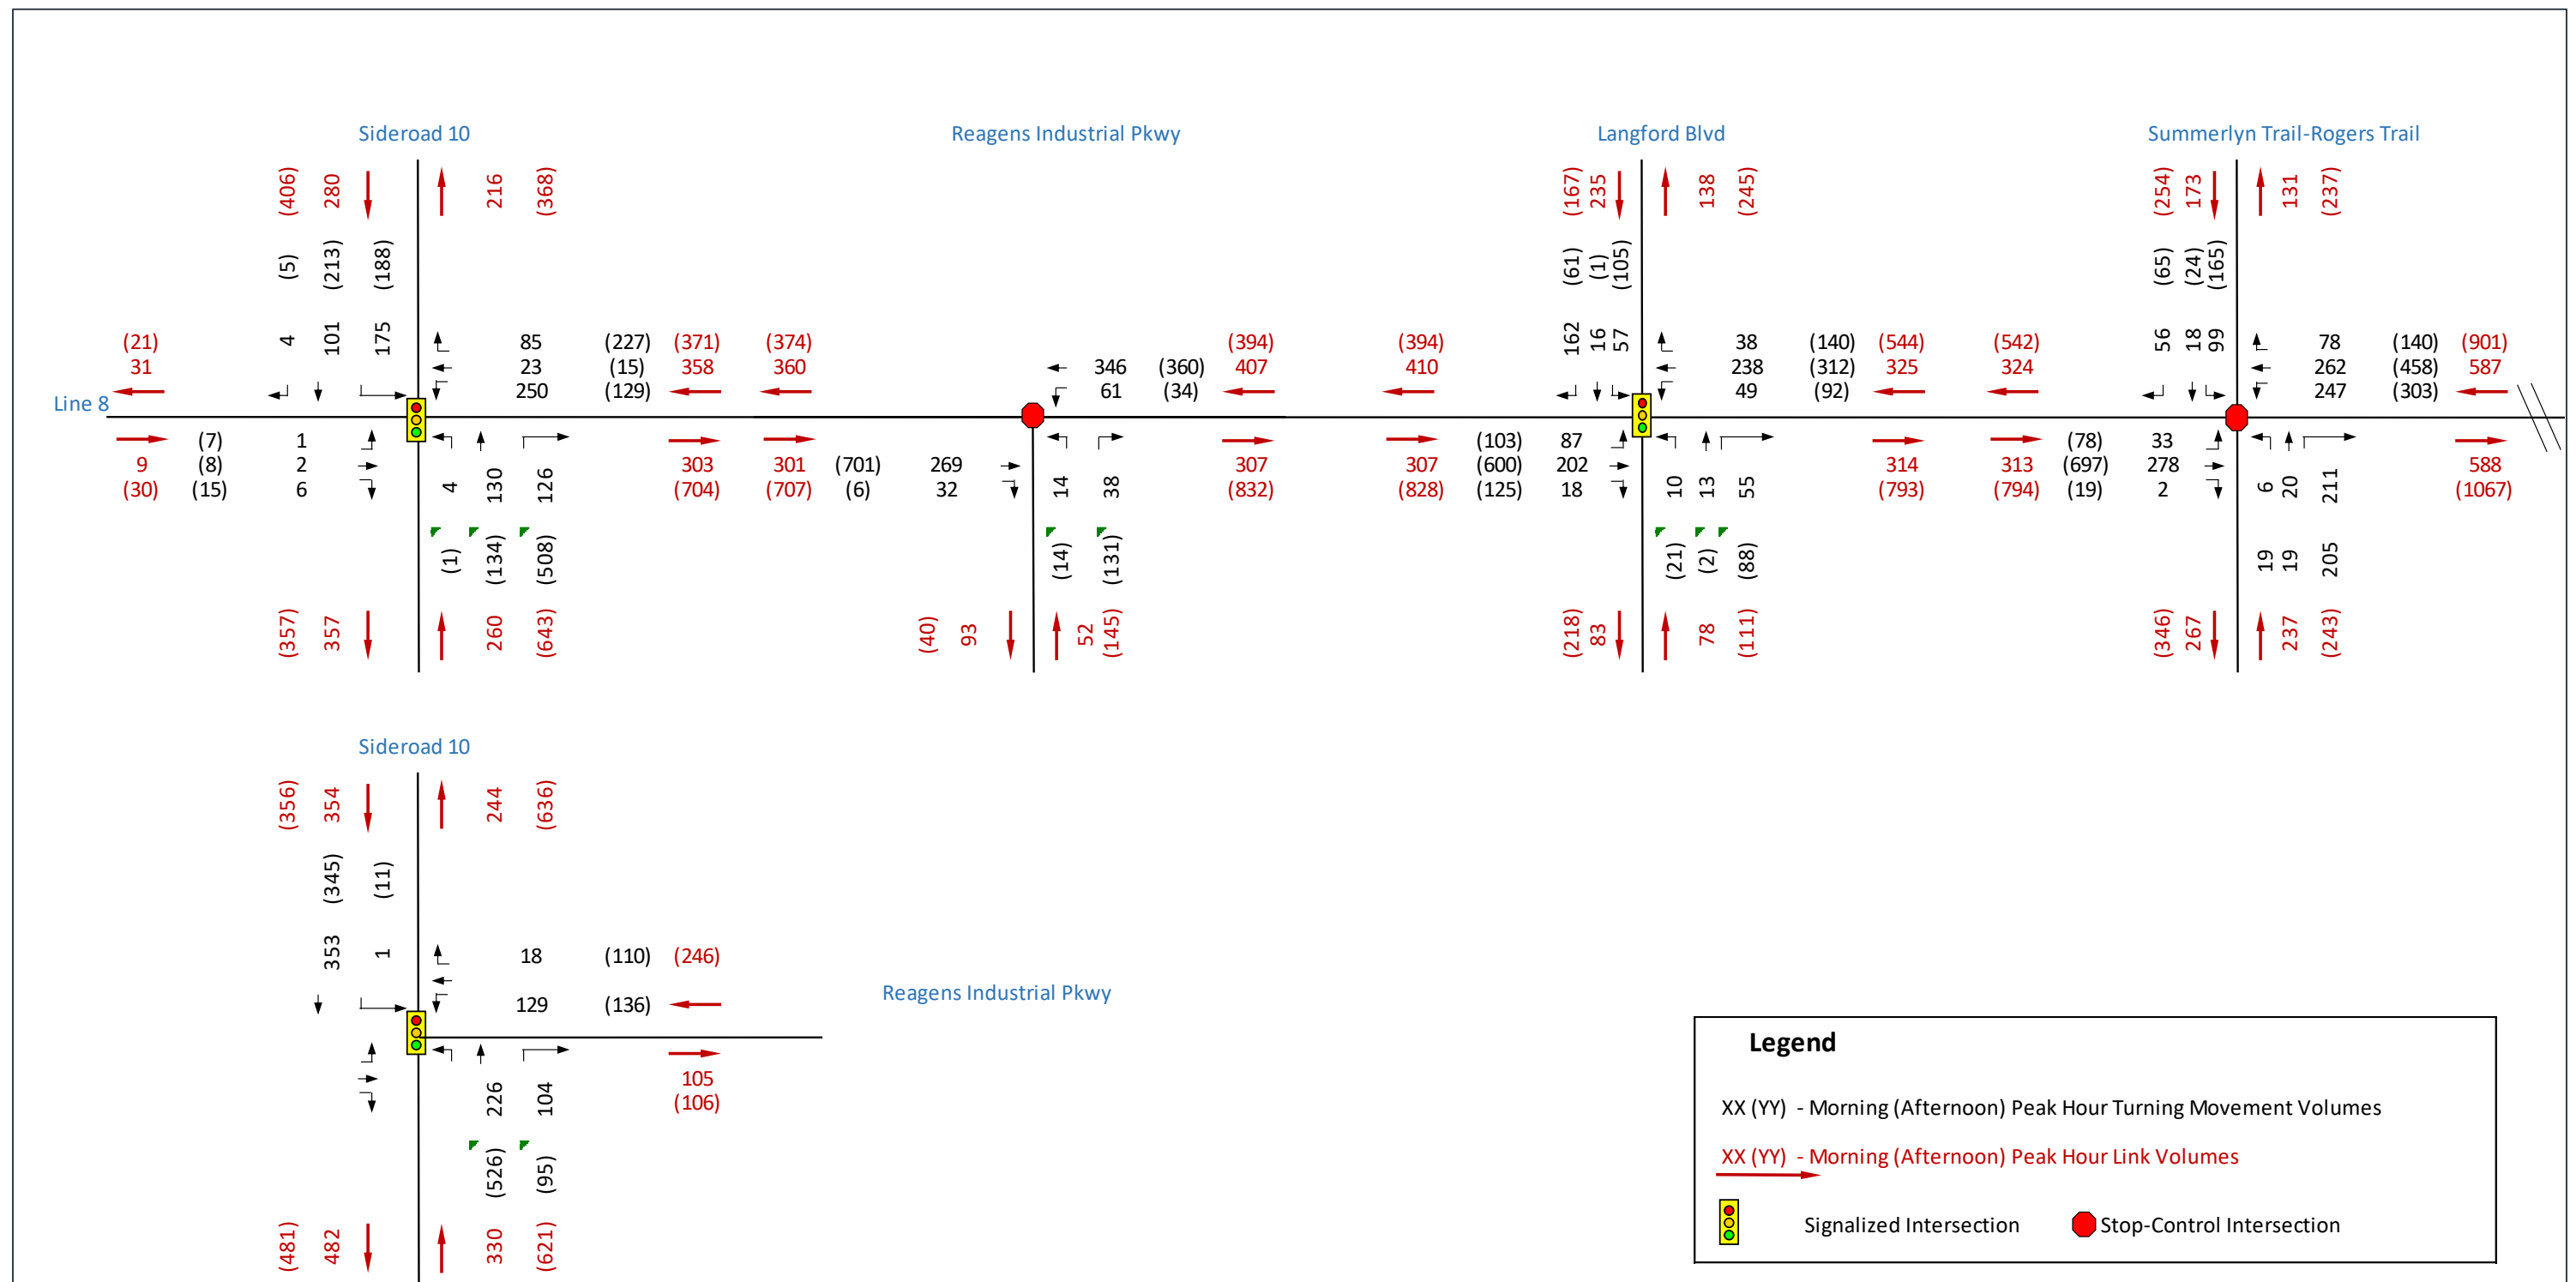 Sideroad 10 Reagens Industrial Pkwy Langford Blvd Summerlyn Trail-Rogers Trail
(406) 280 216 (368) (167) 235 138 (245) (254) 173 131 (237)
(5) (213) (188) (61) (1) (105) (65) (24) (165)
4 101 175 162 16 57 56 18 99
(21) 85 (227) (371) (374) (394) (394) 38 (140) (544) (542) 78 (140) (901)
31 23 (15) 358 360 346 (360) 407 410 238 (312) 325 324 262 (458) 587
250 (129) 61 (34) 49 (92) 247 (303)
Line 8
(7) 1 (103) 87 (78) 33
9 (8) 2 303 301 (701) 269 307 307 (600) 202 314 313 (697) 278 588
(30) (15) 6 (704) (707) (6) 32 (832) (828) (125) 18 (793) (794) (19) 2 (1067)
4 130 126 14 38 10 13 55 6 20 211
(1) (134) (508) (14) (131) (21) (2) (88) 19 19 205
(357) 357 260 (643) (40) 93 52 (145) (218) 83 78 (111) (346) 267 237 (243)
Sideroad 10
(356) 354 244 (636)
(345) (11)
353 1
18 (110) (246)
129 (136)
Reagens Industrial Pkwy
105
(106)
226 104
(526) (95)
(481) 482 330 (621)
Legend
XX (YY) - Morning (Afternoon) Peak Hour Turning Movement Volumes
XX (YY) - Morning (Afternoon) Peak Hour Link Volumes
Signalized Intersection Stop-Control Intersection